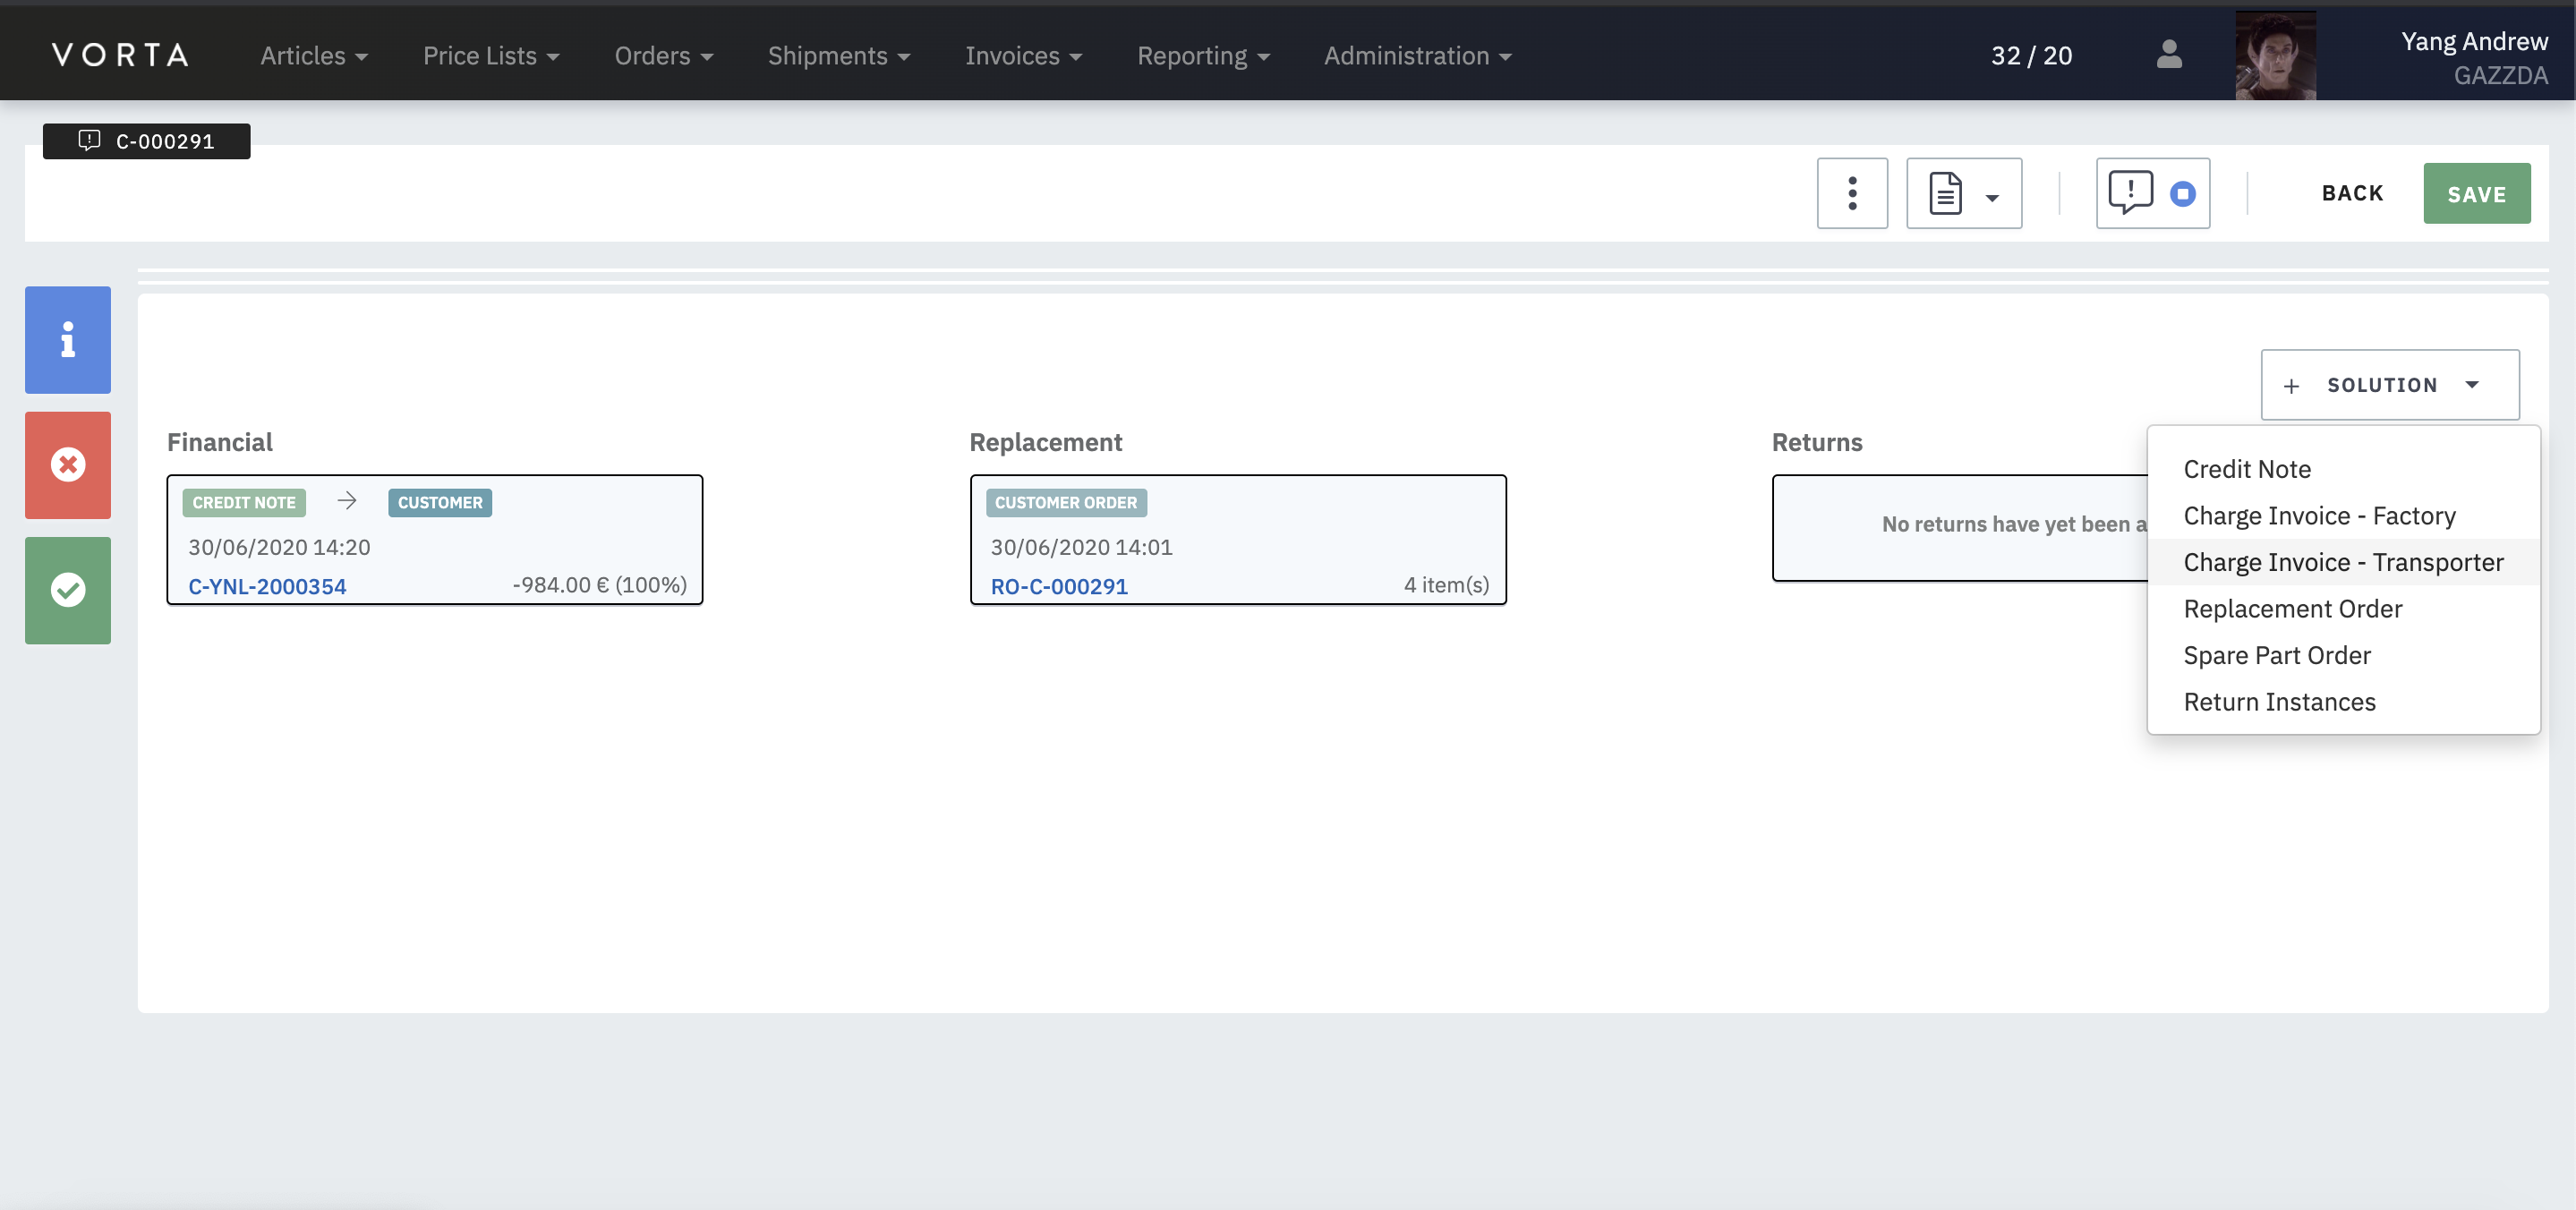 VORTA
Articles
Price Lists
Orders
Shipments
Invoices
Reporting
Administration
32 / 20
Yang Andrew
GAZZDA
C-000291
BACK
SAVE
+ SOLUTION
Financial
CREDIT NOTE → CUSTOMER
30/06/2020 14:20
C-YNL-2000354 -984.00 € (100%)
Replacement
CUSTOMER ORDER
30/06/2020 14:01
RO-C-000291 4 item(s)
Returns
No returns have yet been a
Credit Note
Charge Invoice - Factory
Charge Invoice - Transporter
Replacement Order
Spare Part Order
Return Instances